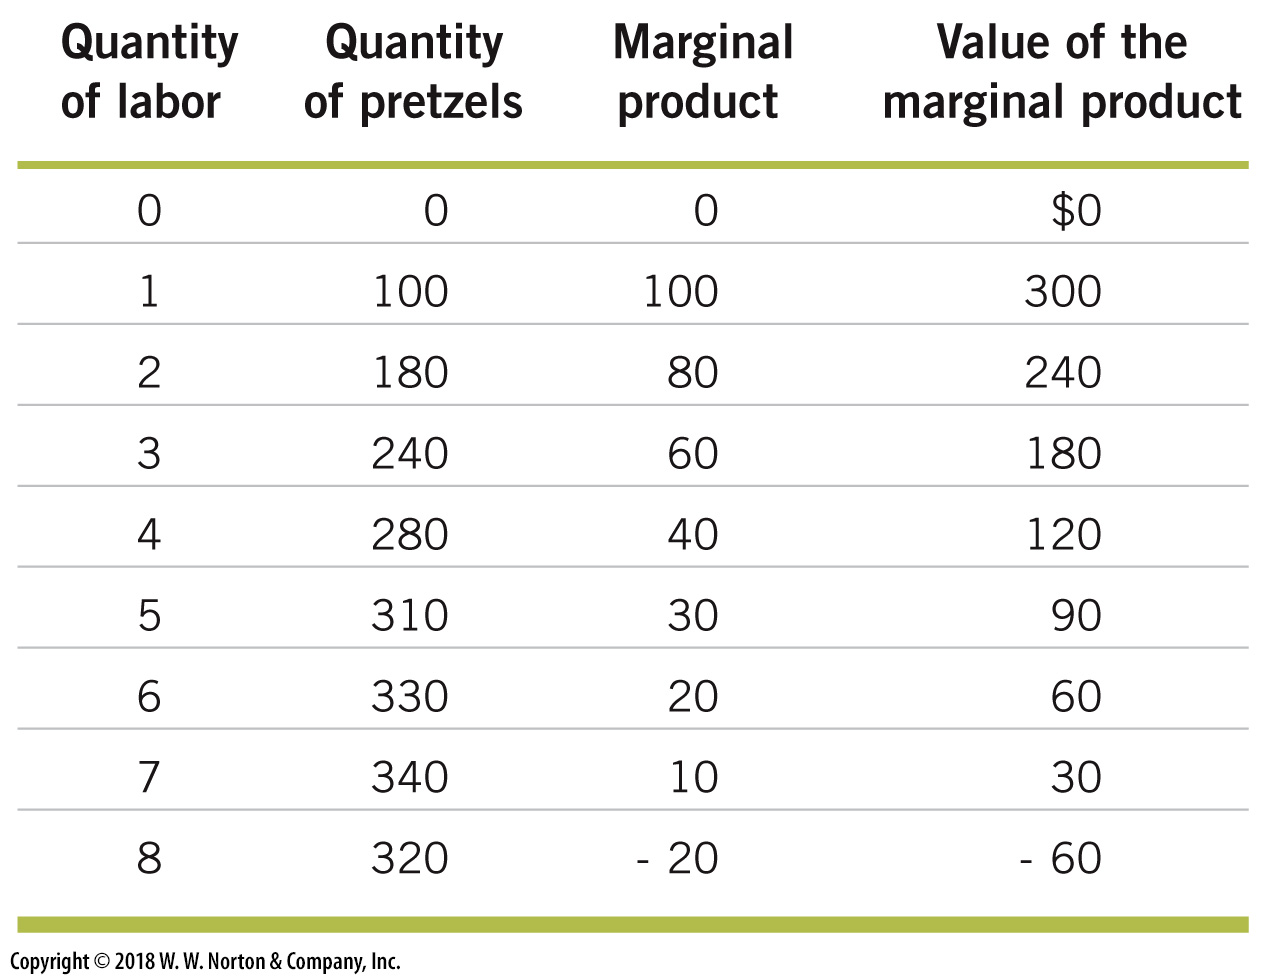 Quantity of labor Quantity of pretzels Marginal product Value of the marginal product
0 0 0 $0
1 100 100 300
2 180 80 240
3 240 60 180
4 280 40 120
5 310 30 90
6 330 20 60
7 340 10 30
8 320 - 20 - 60
Copyright © 2018 W. W. Norton & Company, Inc.